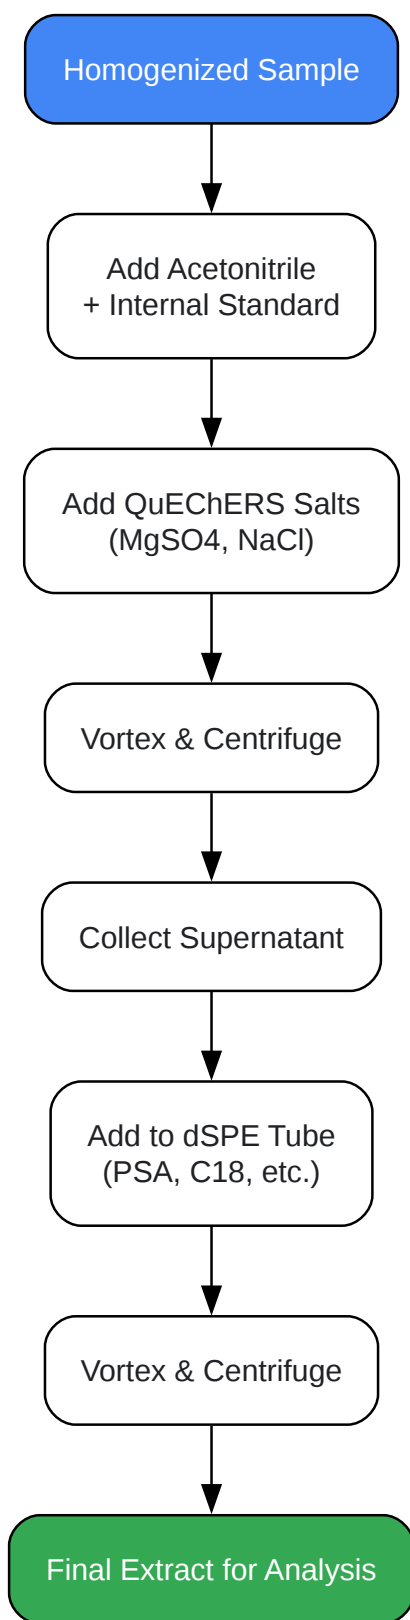 Homogenized Sample
Add Acetonitrile
+ Internal Standard
Add QuEChERS Salts
(MgSO4, NaCl)
Vortex & Centrifuge
Collect Supernatant
Add to dSPE Tube
(PSA, C18, etc.)
Vortex & Centrifuge
Final Extract for Analysis